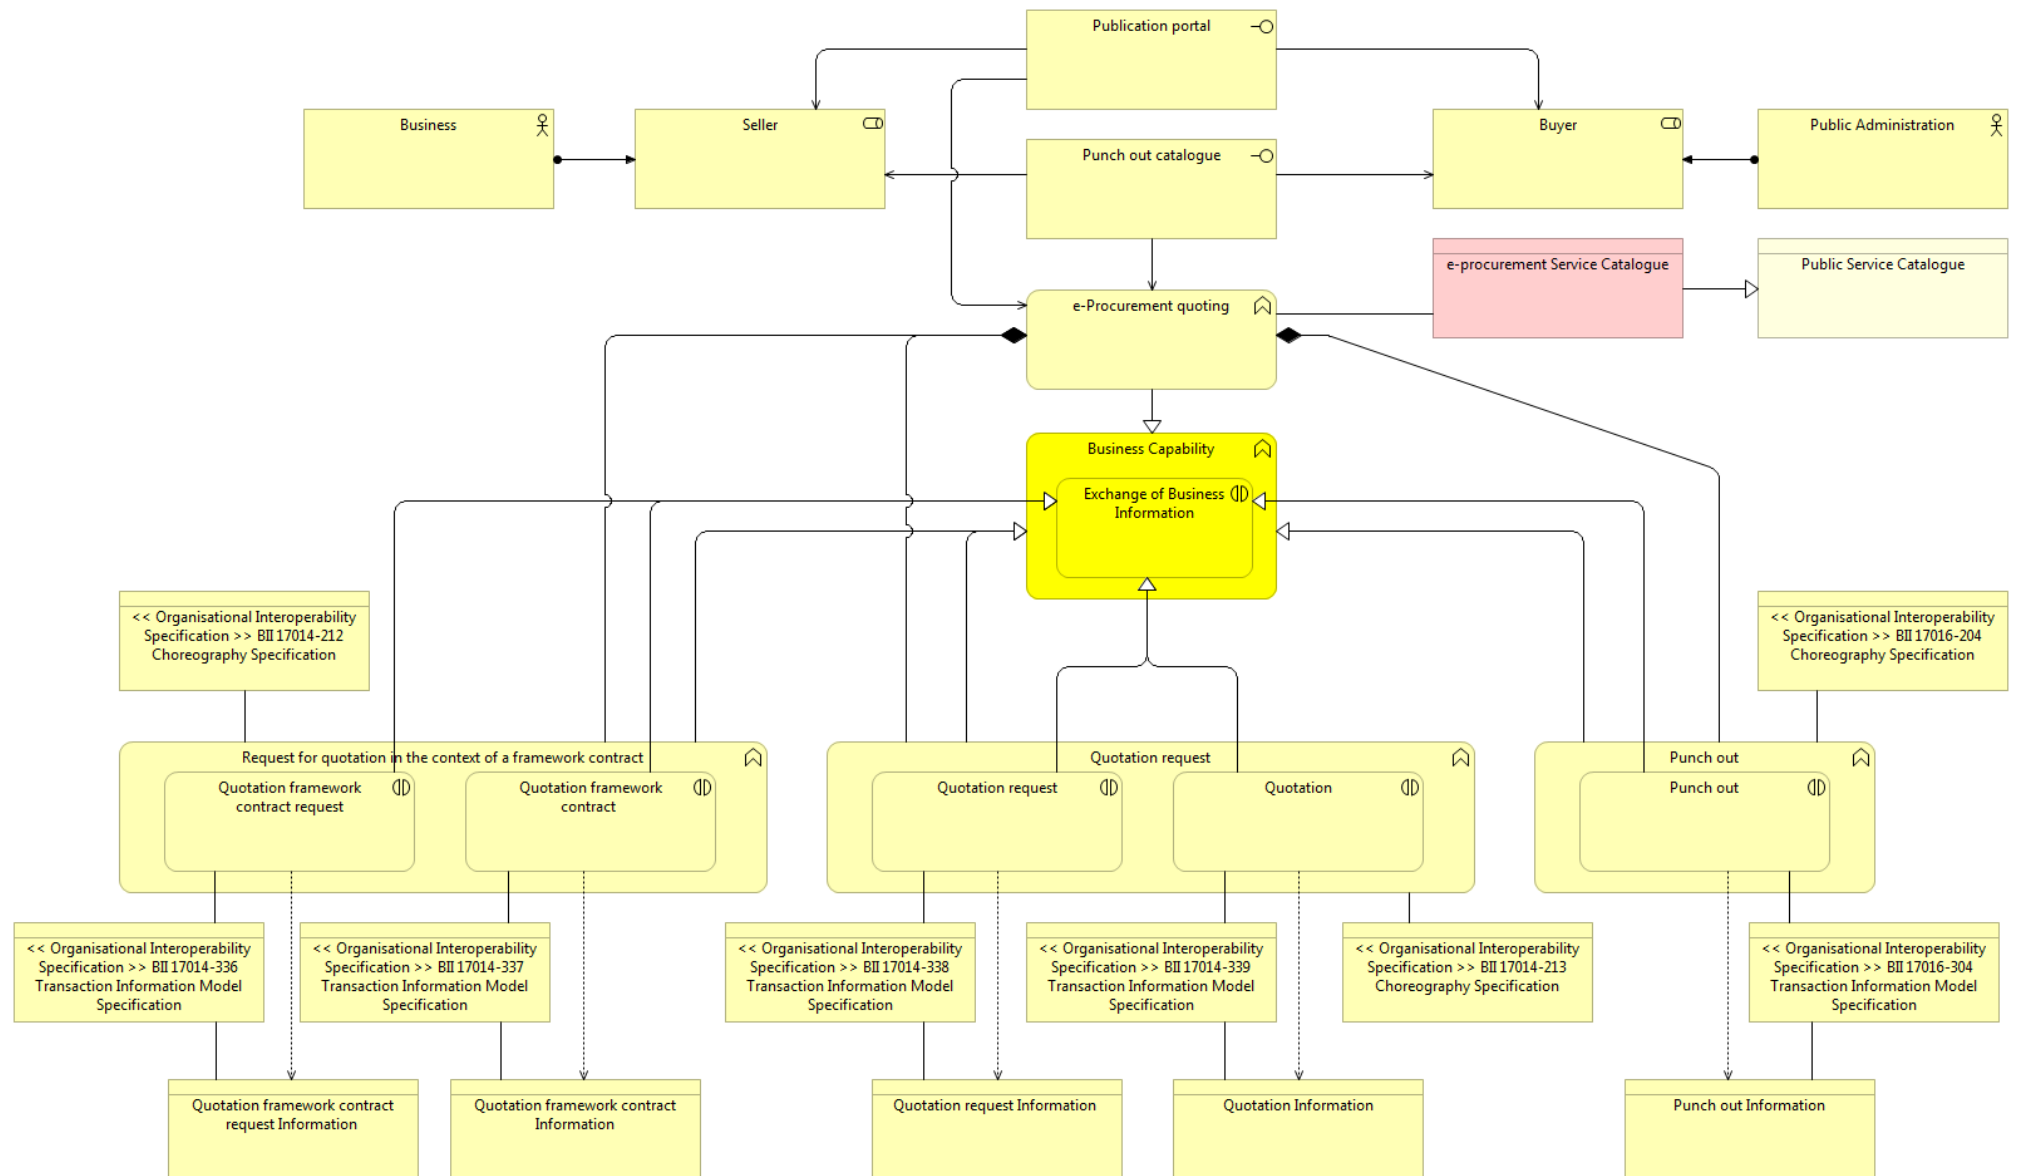 Publication portal
Business
Seller
Buyer
Public Administration
Punch out catalogue
e-procurement Service Catalogue
Public Service Catalogue
e-Procurement quoting
Business Capability
Exchange of Business
Information
<< Organisational Interoperability
Specification >> BII 17014-212
Choreography Specification
<< Organisational Interoperability
Specification >> BII 17016-204
Choreography Specification
Request for quotation in the context of a framework contract
Quotation framework
contract request
Quotation framework
contract
Quotation request
Quotation request
Quotation
Punch out
Punch out
<< Organisational Interoperability
Specification >> BII 17014-336
Transaction Information Model
Specification
<< Organisational Interoperability
Specification >> BII 17014-337
Transaction Information Model
Specification
<< Organisational Interoperability
Specification >> BII 17014-338
Transaction Information Model
Specification
<< Organisational Interoperability
Specification >> BII 17014-339
Transaction Information Model
Specification
<< Organisational Interoperability
Specification >> BII 17014-213
Choreography Specification
<< Organisational Interoperability
Specification >> BII 17016-304
Transaction Information Model
Specification
Quotation framework contract
request Information
Quotation framework contract
Information
Quotation request Information
Quotation Information
Punch out Information